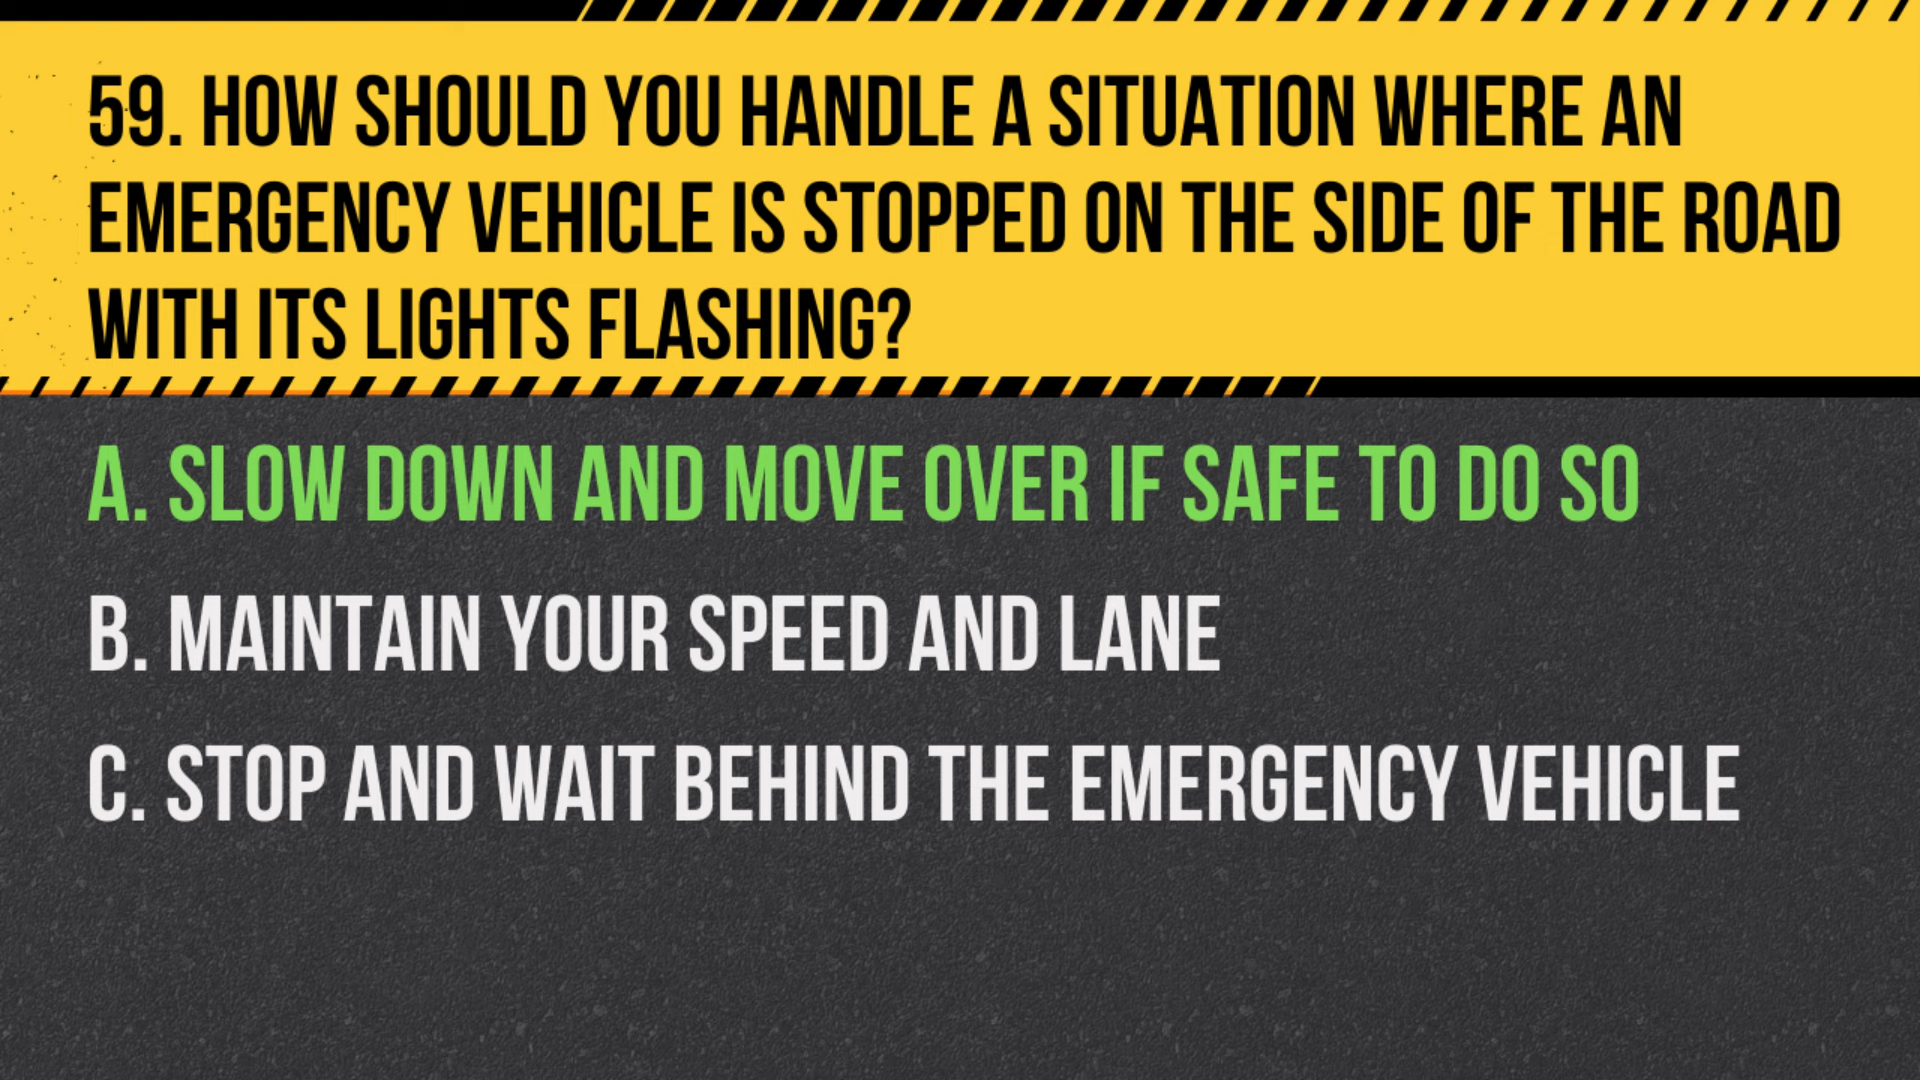 59. HOW SHOULD YOU HANDLE A SITUATION WHERE AN
EMERGENCY VEHICLE IS STOPPED ON THE SIDE OF THE ROAD
WITH ITS LIGHTS FLASHING?
A. SLOW DOWN AND MOVE OVER IF SAFE TO DO SO
B. MAINTAIN YOUR SPEED AND LANE
C. STOP AND WAIT BEHIND THE EMERGENCY VEHICLE